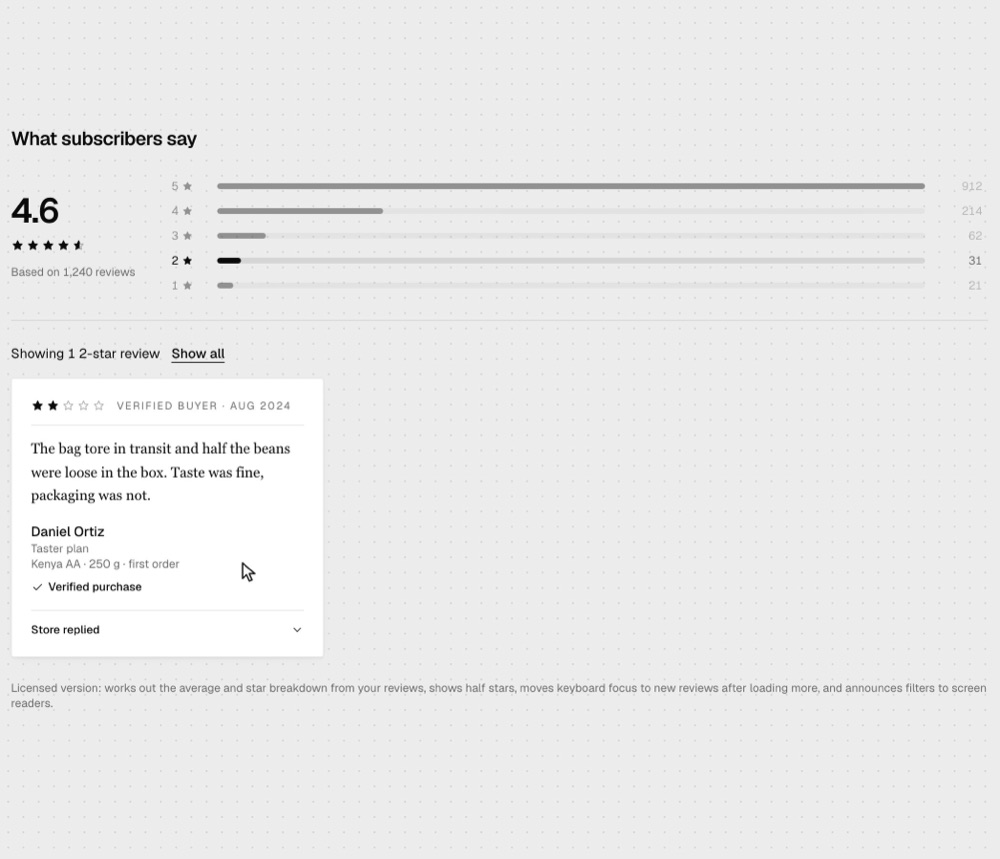 What subscribers say
4.6
Based on 1,240 reviews
5 ★ 912
4 ★ 214
3 ★ 62
2 ★ 31
1 ★ 21
Showing 1 2-star review Show all
VERIFIED BUYER · AUG 2024
The bag tore in transit and half the beans
were loose in the box. Taste was fine,
packaging was not.
Daniel Ortiz
Taster plan
Kenya AA · 250 g · first order
Verified purchase
Store replied
Licensed version: works out the average and star breakdown from your reviews, shows half stars, moves keyboard focus to new reviews after loading more, and announces filters to screen
readers.